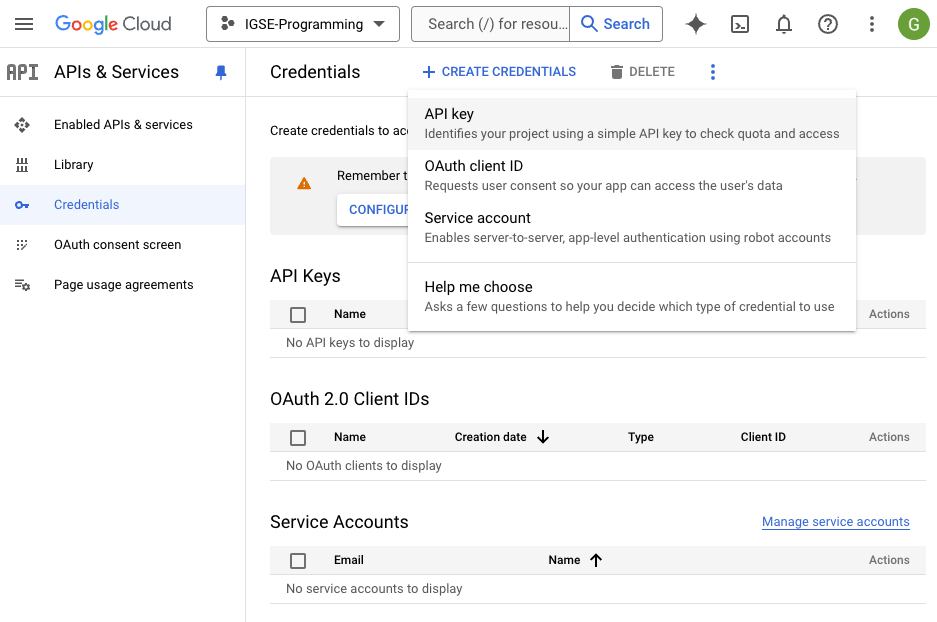 Google Cloud
IGSE-Programming
Search (/) for resou...
Search
G
API
APIs & Services
Credentials
CREATE CREDENTIALS
DELETE
Enabled APIs & services
Library
Credentials
OAuth consent screen
Page usage agreements
Create credentials to
Remember
API key
Identifies your project using a simple API key to check quota and access
OAuth client ID
Requests user consent so your app can access the user's data
Service account
Enables server-to-server, app-level authentication using robot accounts
Help me choose
Asks a few questions to help you decide which type of credential to use
API Keys
Name
Actions
No API keys to display
OAuth 2.0 Client IDs
Name Creation date Type Client ID Actions
No OAuth clients to display
Service Accounts
Manage service accounts
Email Name Actions
No service accounts to display